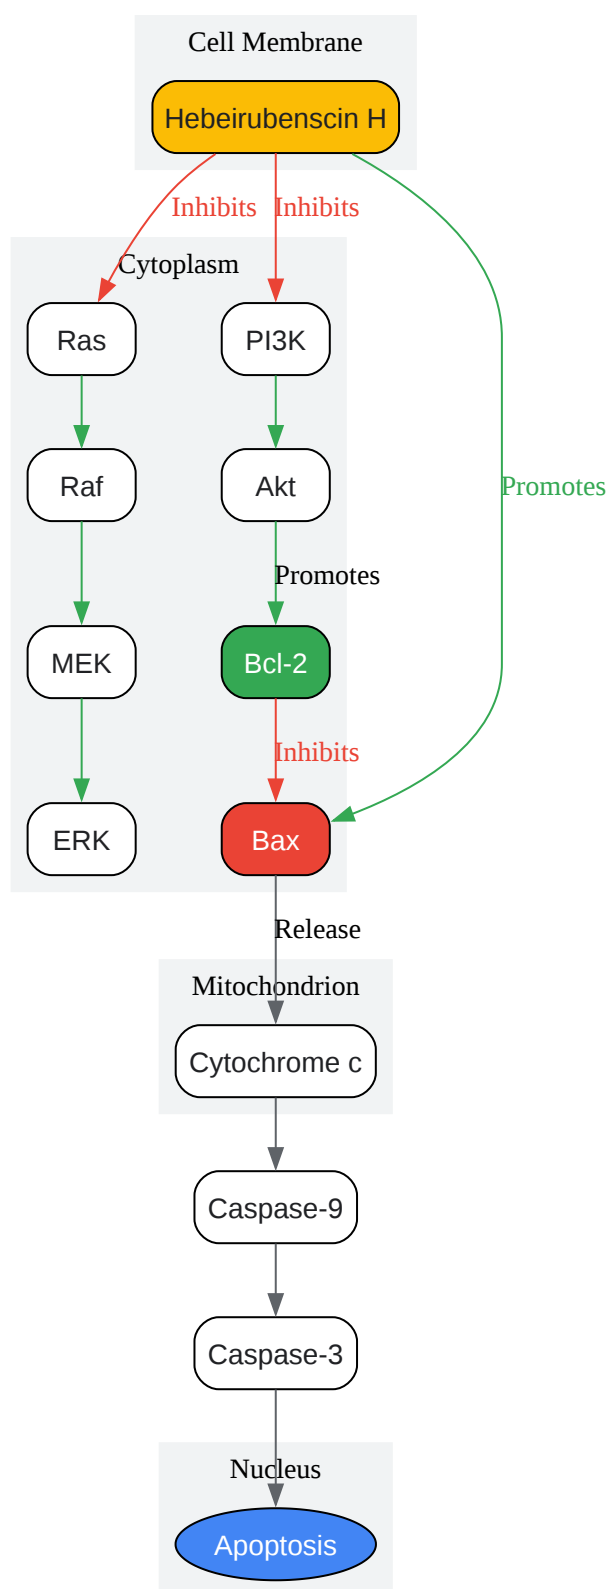 Cell Membrane
Hebeirubenscin H
Inhibits
Inhibits
Cytoplasm
Ras
PI3K
Raf
Akt
Promotes
Promotes
MEK
Bcl-2
Inhibits
ERK
Bax
Release
Mitochondrion
Cytochrome c
Caspase-9
Caspase-3
Nucleus
Apoptosis